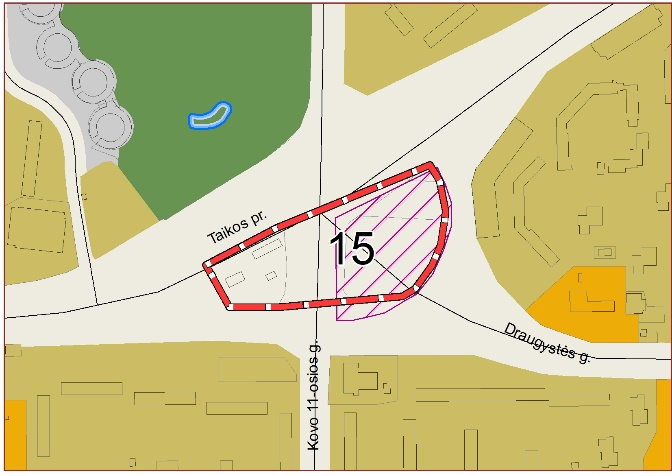 Taikos pr.
15
Draugystės g.
Kovo 11-osios g.